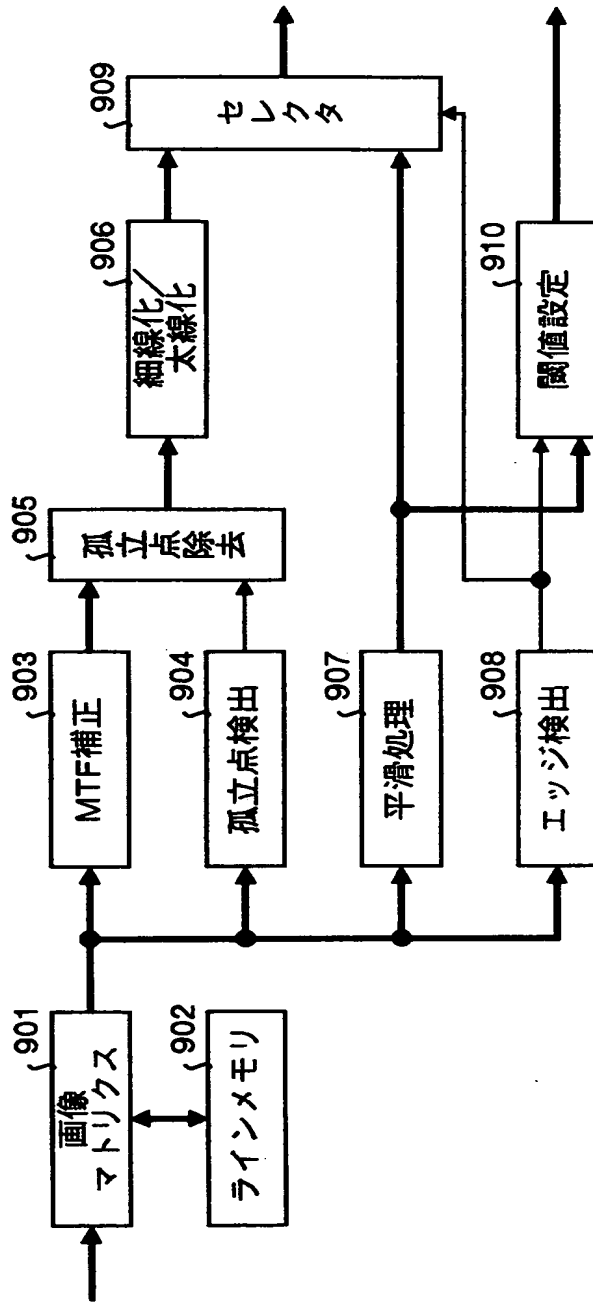 901
画像
マトリクス
902
ラインメモリ
903
MTF補正
904
孤立点検出
905
孤立点除去
906
細線化／
太線化
907
平滑処理
908
エッジ検出
909
セレクタ
910
閾値設定